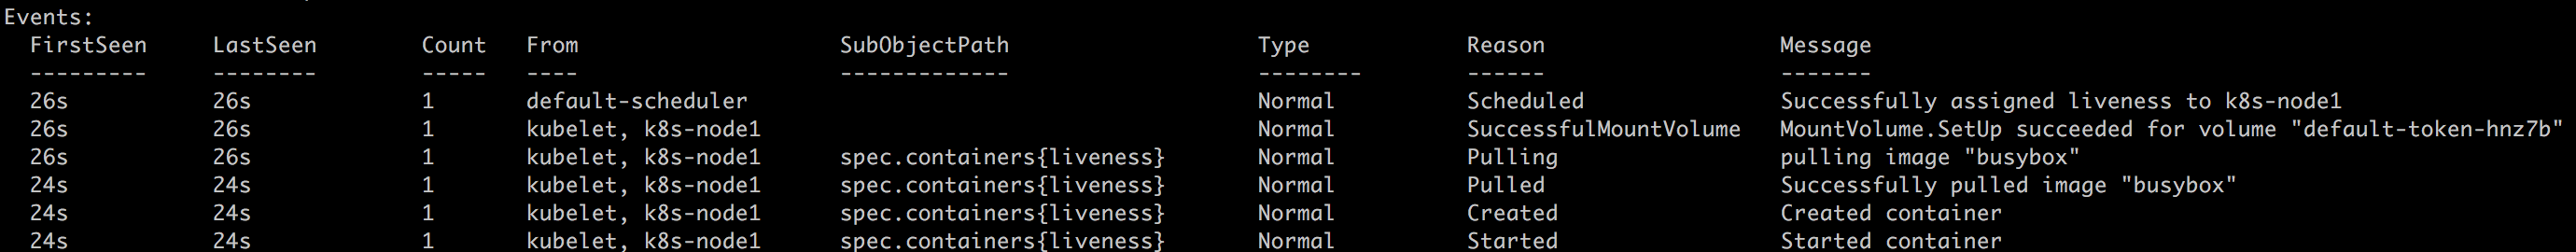 Events:
FirstSeen LastSeen Count From SubObjectPath Type Reason Message
--------- -------- ----- ---- ------------- -------- ------ -------
26s 26s 1 default-scheduler Normal Scheduled Successfully assigned liveness to k8s-node1
26s 26s 1 kubelet, k8s-node1 Normal SuccessfulMountVolume MountVolume.SetUp succeeded for volume "default-token-hnz7b"
26s 26s 1 kubelet, k8s-node1 spec.containers{liveness} Normal Pulling pulling image "busybox"
24s 24s 1 kubelet, k8s-node1 spec.containers{liveness} Normal Pulled Successfully pulled image "busybox"
24s 24s 1 kubelet, k8s-node1 spec.containers{liveness} Normal Created Created container
24s 24s 1 kubelet, k8s-node1 spec.containers{liveness} Normal Started Started container